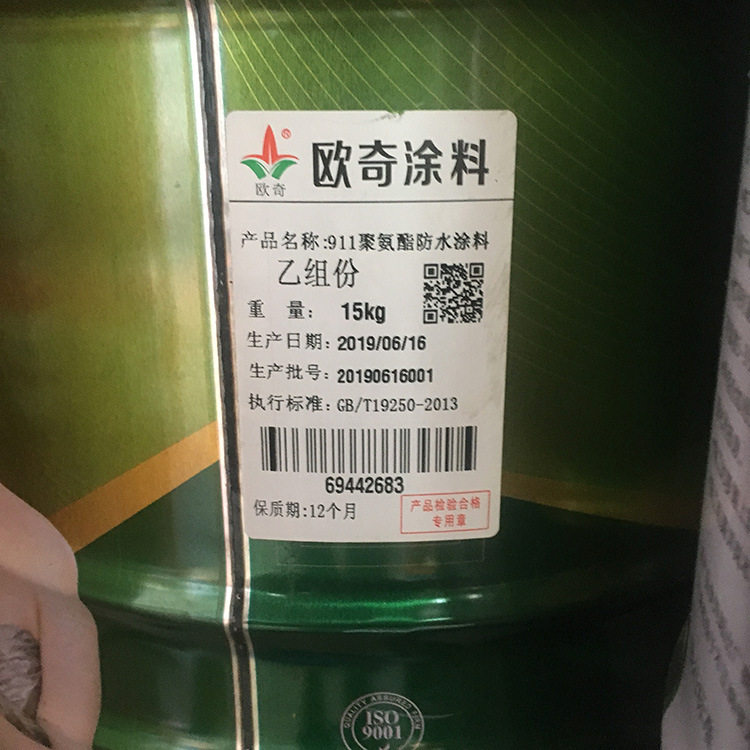 ®
欧奇
欧奇涂料
产品名称:911聚氨酯防水涂料
乙组份
重 量: 15kg
生产日期: 2019/06/16
生产批号: 20190616001
执行标准: GB/T19250-2013
69442683
保质期:12个月
产品检验合格
专用章
QUALITY ASSURED FIRM
ISO
9001